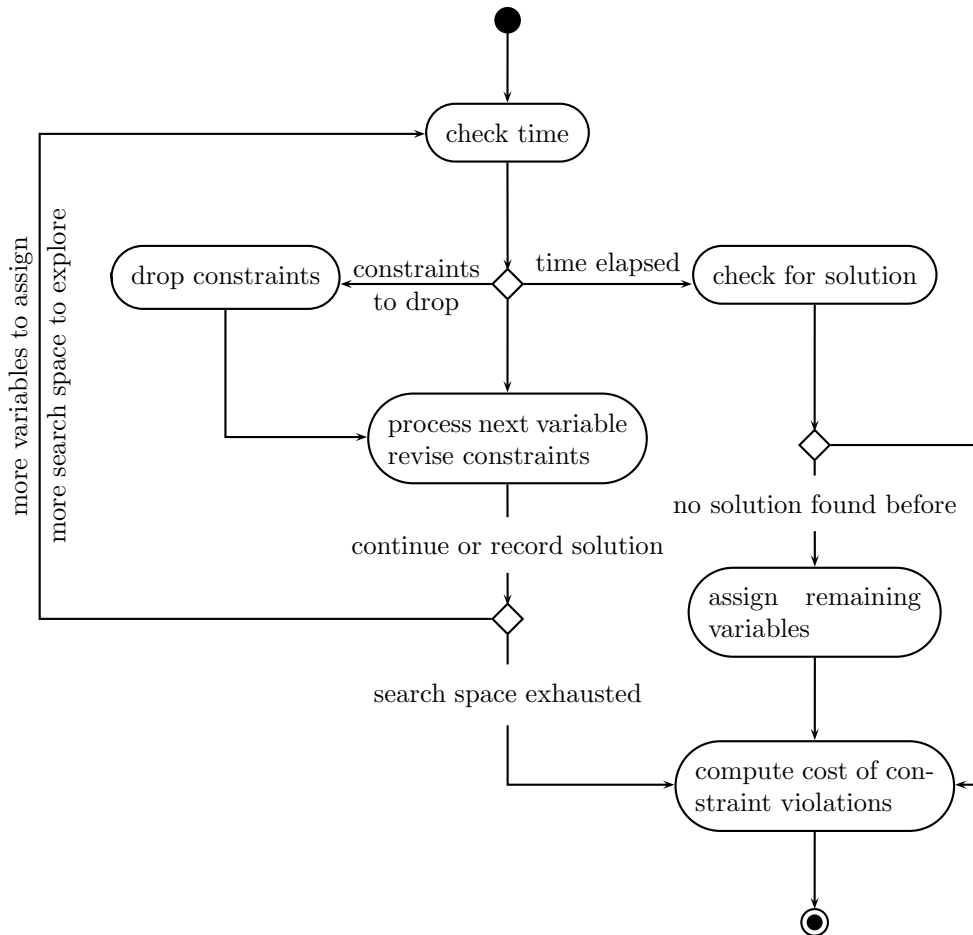 check time
more variables to assign
more search space to explore
drop constraints
constraints
to drop
time elapsed
check for solution
process next variable
revise constraints
no solution found before
continue or record solution
assign remaining
variables
search space exhausted
compute cost of con-
straint violations